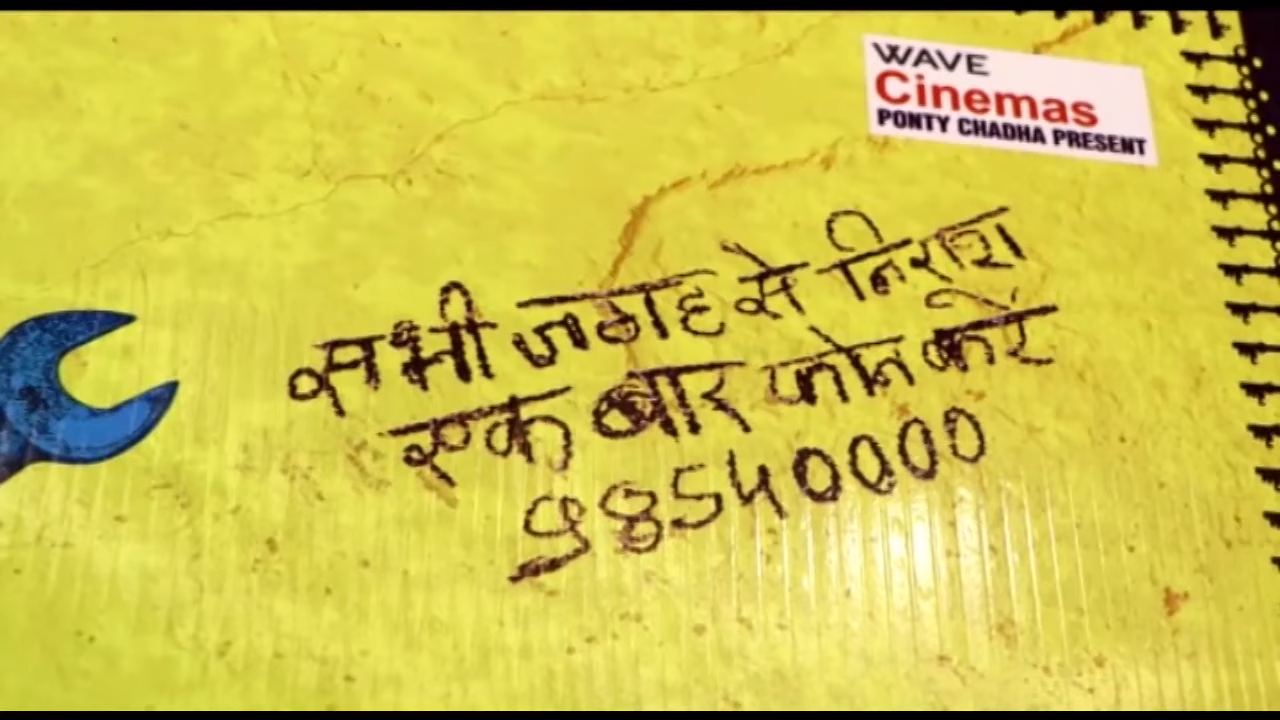 WAVE
Cinemas
PONTY CHADHA PRESENT
सभी जगह से निराश
एक बार फोन करें
98540000